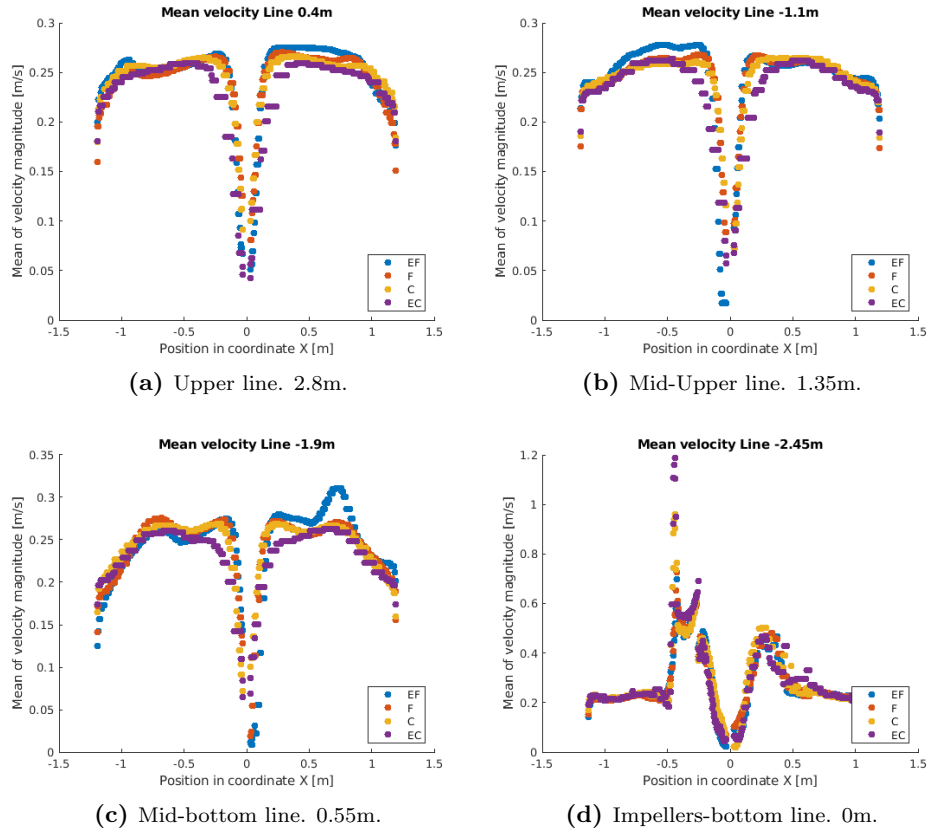 Mean velocity Line 0.4m
Mean of velocity magnitude [m/s]
0.3
0.25
0.2
0.15
0.1
0.05
0
-1.5 -1 -0.5 0 0.5 1 1.5
Position in coordinate X [m]
EF
F
C
EC
(a) Upper line. 2.8m.
Mean velocity Line -1.1m
Mean of velocity magnitude [m/s]
0.3
0.25
0.2
0.15
0.1
0.05
0
-1.5 -1 -0.5 0 0.5 1 1.5
Position in coordinate X [m]
EF
F
C
EC
(b) Mid-Upper line. 1.35m.
Mean velocity Line -1.9m
Mean of velocity magnitude [m/s]
0.35
0.3
0.25
0.2
0.15
0.1
0.05
0
-1.5 -1 -0.5 0 0.5 1 1.5
Position in coordinate X [m]
EF
F
C
EC
(c) Mid-bottom line. 0.55m.
Mean velocity Line -2.45m
Mean of velocity magnitude [m/s]
1.2
1
0.8
0.6
0.4
0.2
0
-1.5 -1 -0.5 0 0.5 1 1.5
Position in coordinate X [m]
EF
F
C
EC
(d) Impellers-bottom line. 0m.